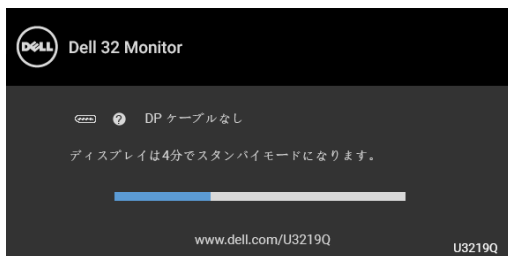 DELL
Dell 32 Monitor
? DP ケーブルなし
ディスプレイは4分でスタンバイモードになります。
www.dell.com/U3219Q
U3219Q